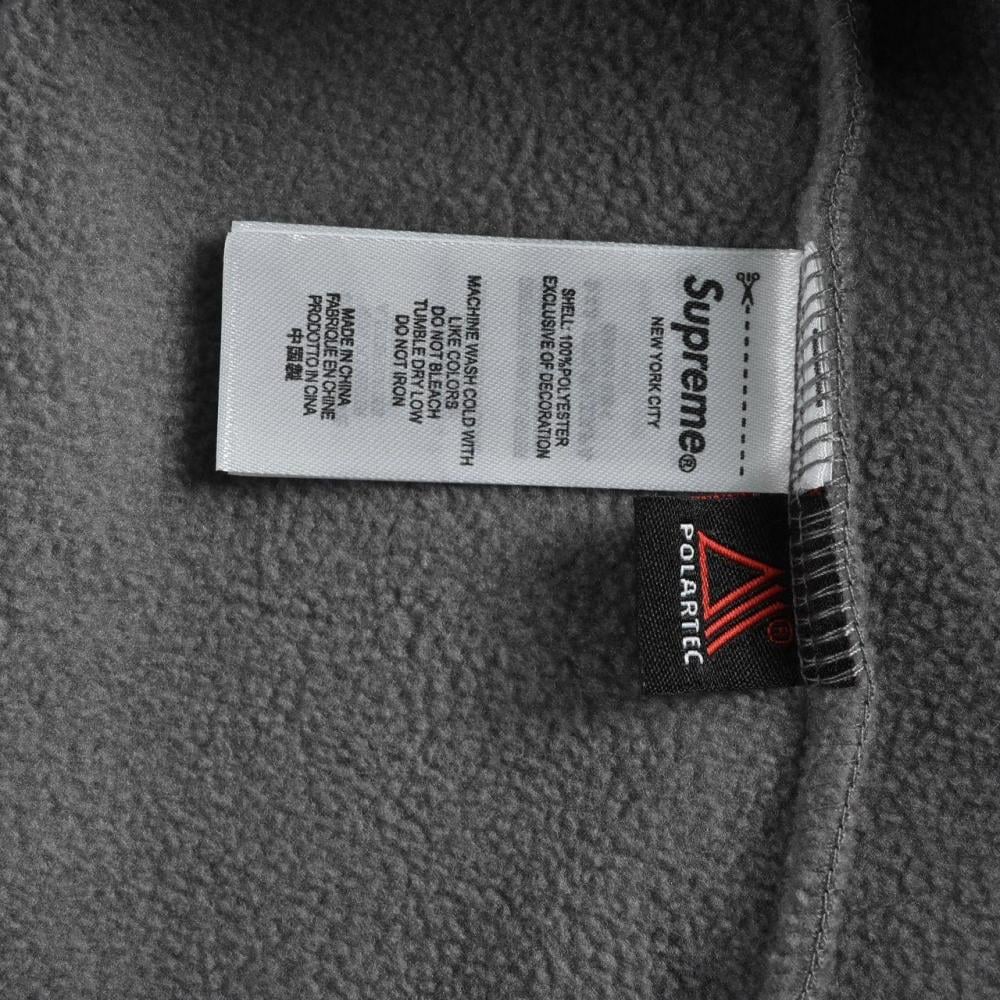 Supreme®
NEW YORK CITY
SHELL: 100%POLYESTER
EXCLUSIVE OF DECORATION
MACHINE WASH COLD WITH
LIKE COLORS
DO NOT BLEACH
TUMBLE DRY LOW
DO NOT IRON
MADE IN CHINA
FABRIQUE EN CHINE
PRODOTTO IN CINA
中國製
®
POLARTEC